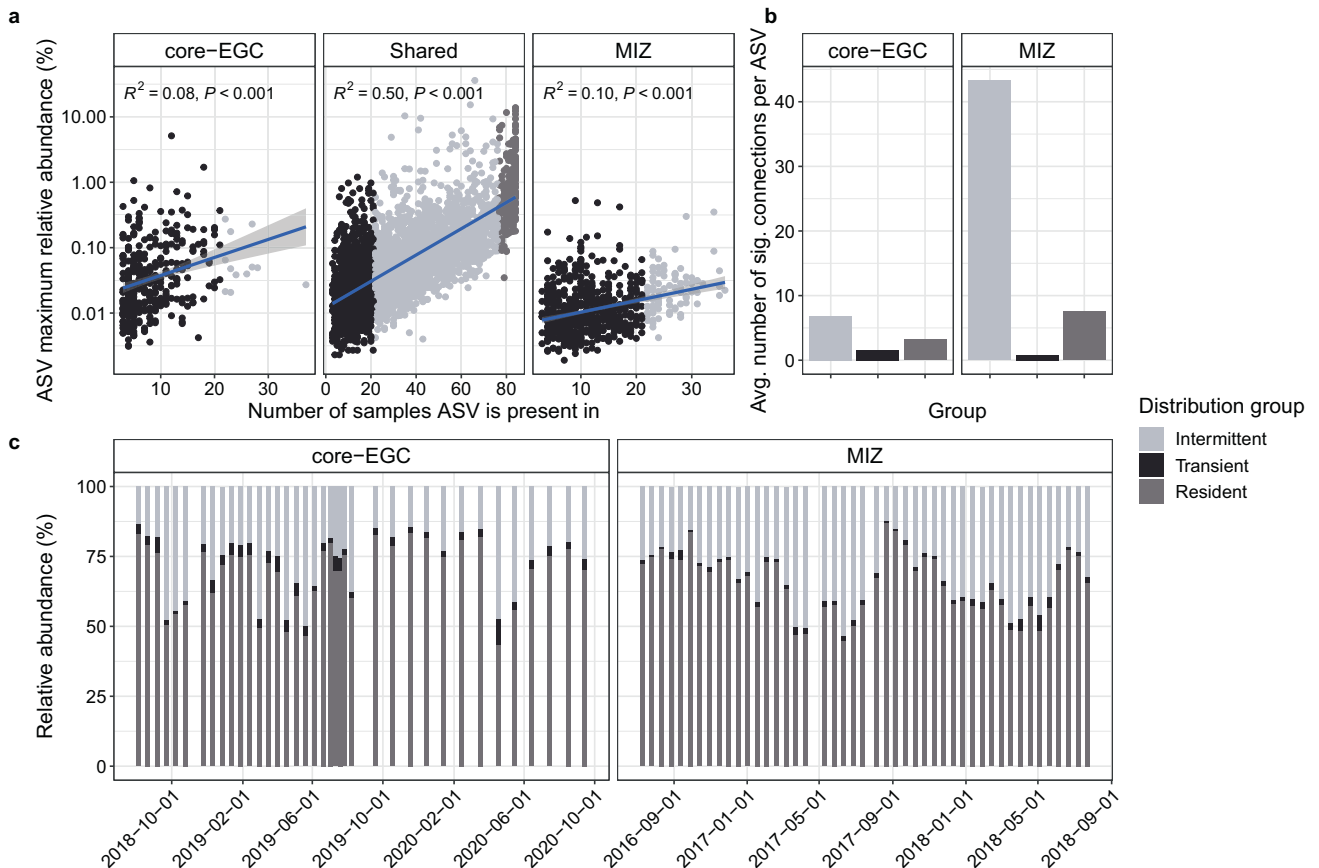 a
core−EGC
Shared
MIZ
R² = 0.08, P < 0.001
R² = 0.50, P < 0.001
R² = 0.10, P < 0.001
ASV maximum relative abundance (%)
10.00
1.00
0.10
0.01
10 20 30
0 20 40 60 80
10 20 30
Number of samples ASV is present in
b
core−EGC
MIZ
Avg. number of sig. connections per ASV
40
30
20
10
0
Group
Distribution group
Intermittent
Transient
Resident
c
core−EGC
MIZ
Relative abundance (%)
100
75
50
25
0
2018−10−01
2019−02−01
2019−06−01
2019−10−01
2020−02−01
2020−06−01
2020−10−01
2016−09−01
2017−01−01
2017−05−01
2017−09−01
2018−01−01
2018−05−01
2018−09−01